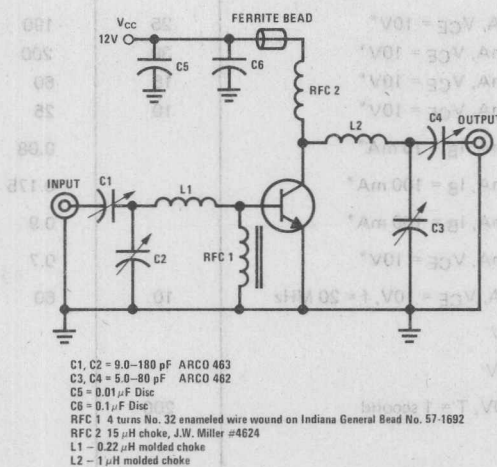 FERRITE BEAD
VCC
12V
C5
C6
RFC 2
C4
OUTPUT
L2
INPUT
C1
L1
C2
RFC 1
C3
C1, C2 = 9.0–180 pF ARCO 463
C3, C4 = 5.0–80 pF ARCO 462
C5 = 0.01 µF Disc
C6 = 0.1 µF Disc
RFC 1 4 turns No. 32 enameled wire wound on Indiana General Bead No. 57-1692
RFC 2 15 µH choke, J.W. Miller #4624
L1 – 0.22 µH molded choke
L2 – 1 µH molded choke